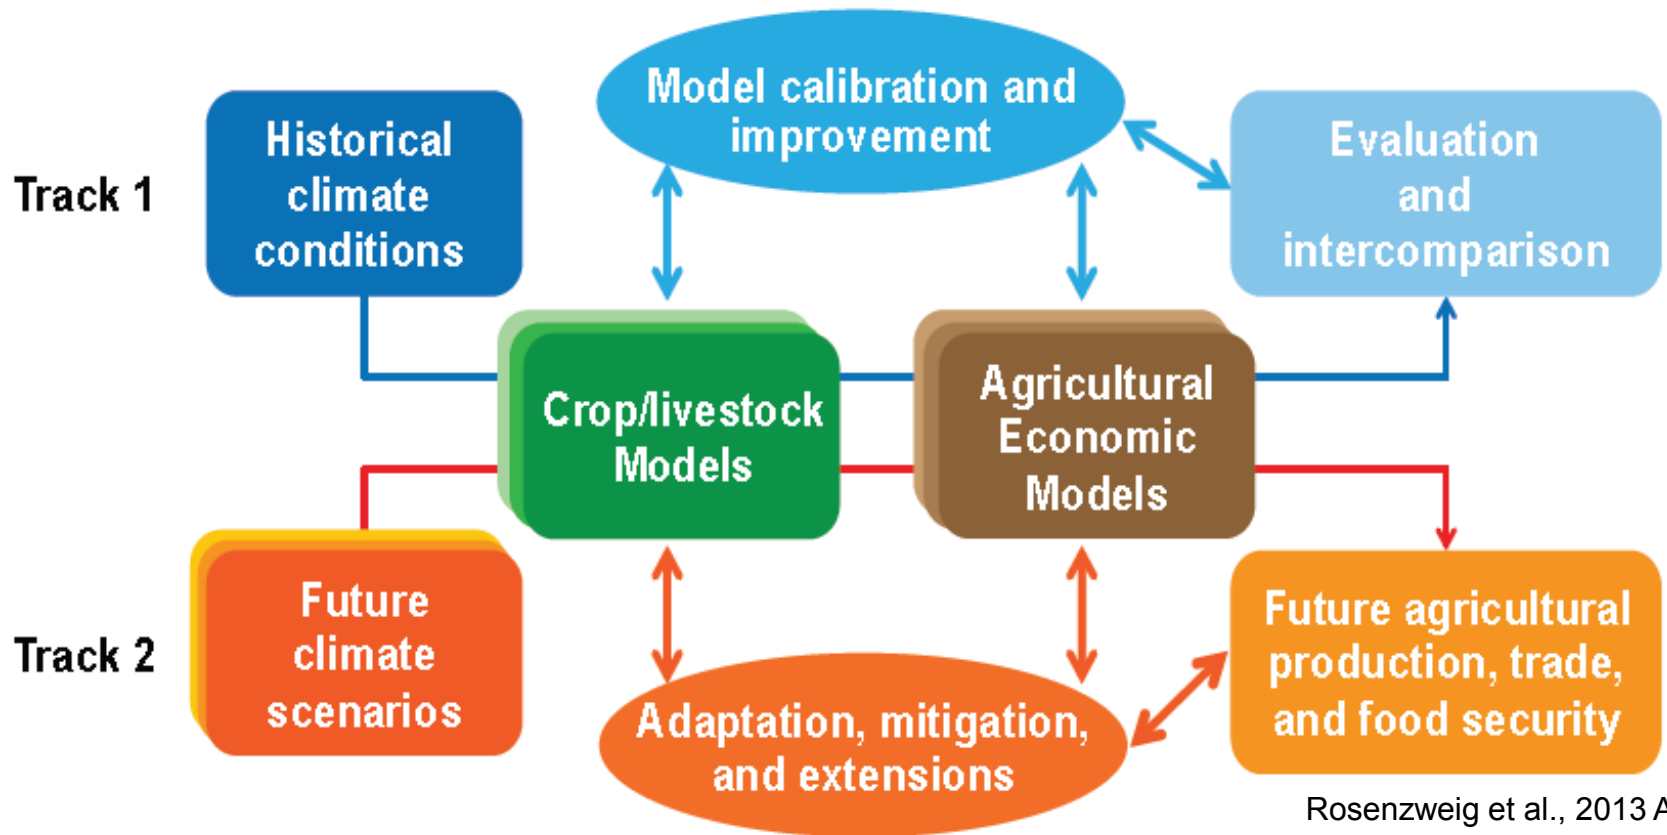 Track 1
Historical
climate
conditions
Model calibration and
improvement
Evaluation
and
intercomparison
Crop/livestock
Models
Agricultural
Economic
Models
Track 2
Future
climate
scenarios
Adaptation, mitigation,
and extensions
Future agricultural
production, trade,
and food security
Rosenzweig et al., 2013 A